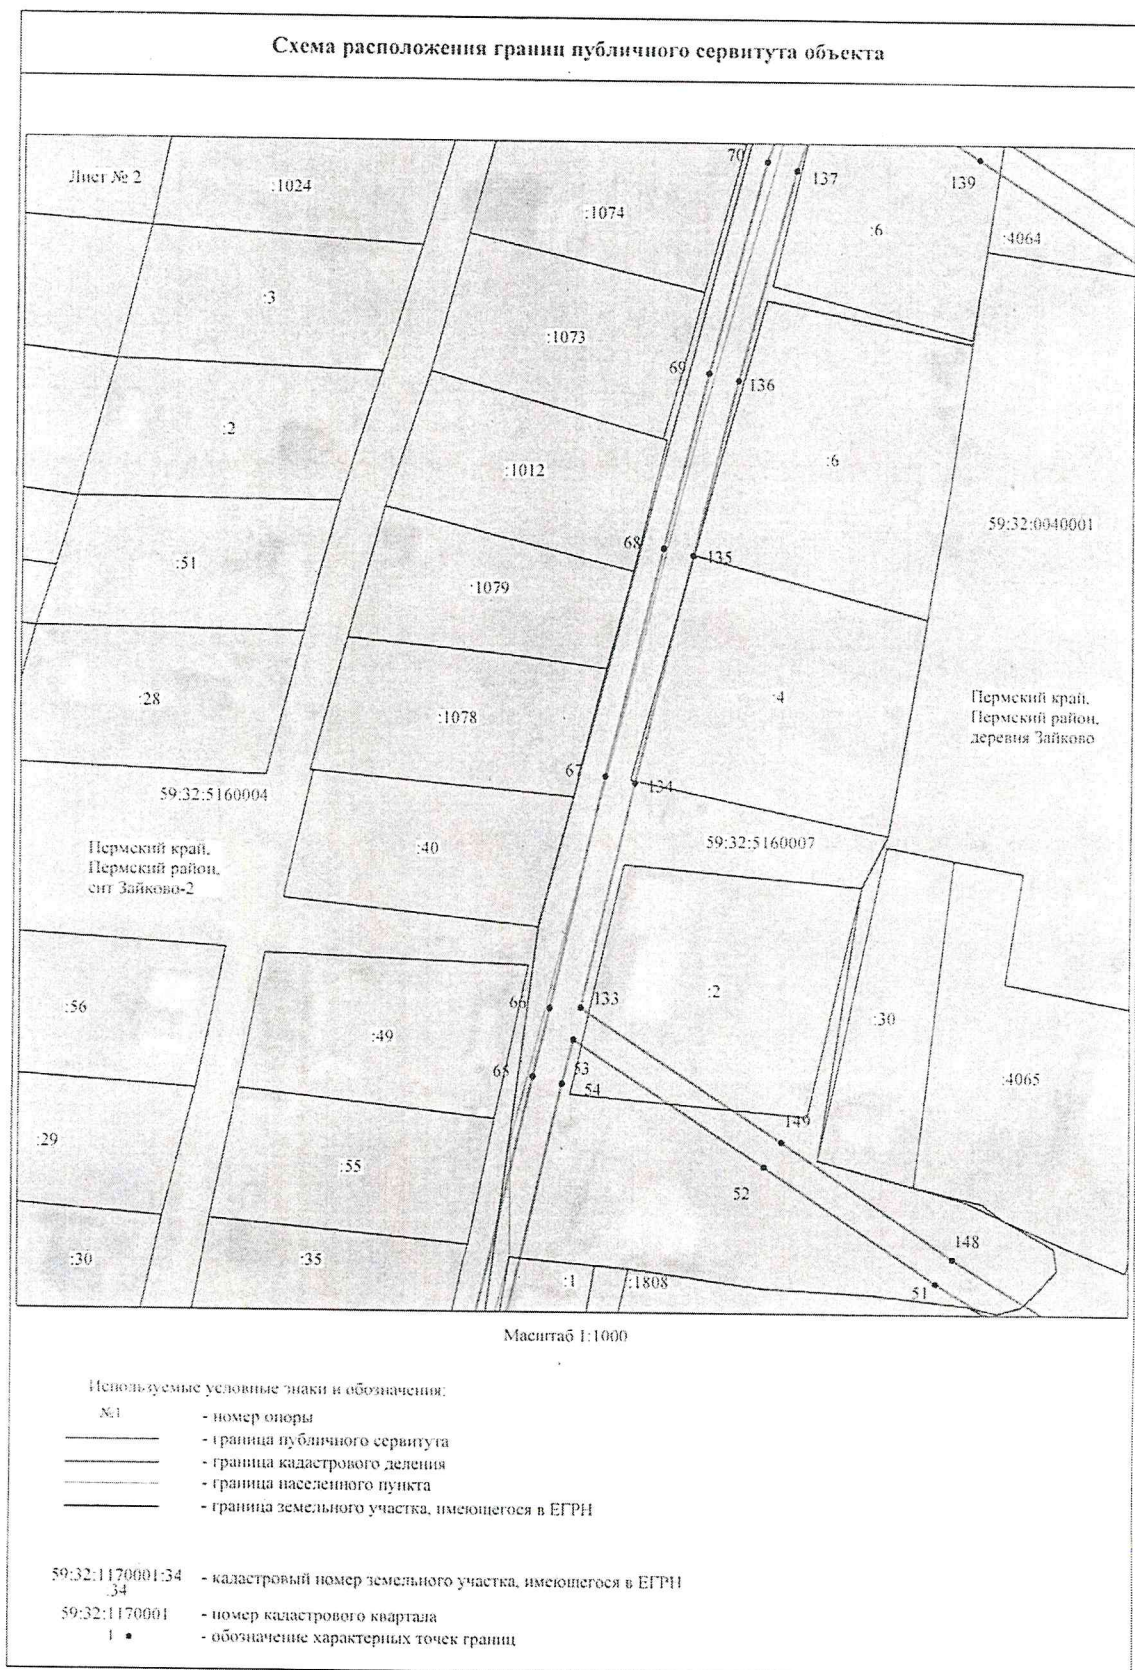 Схема расположения границ публичного сервитута объекта
Лист № 2
:1024
:1074
70
137
139
:6
:4064
:3
:1073
69
136
:2
:1012
:6
59:32:0040001
68
135
:51
:1079
:28
:1078
:4
Пермский край,
Пермский район,
деревня Зайково
67
134
59:32:5160004
59:32:5160007
Пермский край,
Пермский район,
снт Зайково-2
:40
:56
66
133
:2
:30
:49
65
53
54
:4065
:29
149
:55
52
:30
:35
148
:1
:1808
51
Масштаб 1:1000
Используемые условные знаки и обозначения:
№1 - номер опоры
- граница публичного сервитута
- граница кадастрового деления
- граница населенного пункта
- граница земельного участка, имеющегося в ЕГРН
59:32:1170001:34 - кадастровый номер земельного участка, имеющегося в ЕГРН
:34
59:32:1170001 - номер кадастрового квартала
1 - обозначение характерных точек границ